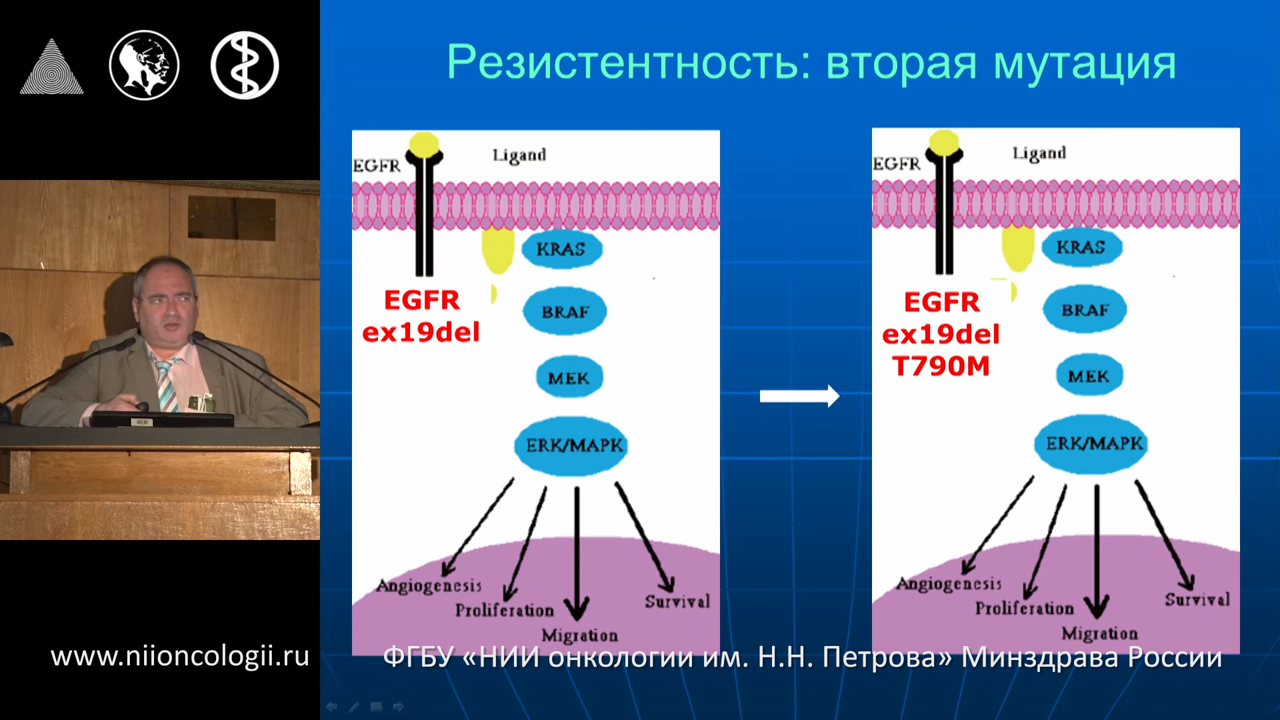 Резистентность: вторая мутация
EGFR
Ligand
KRAS
EGFR
ex19del
BRAF
MEK
ERK/MAPK
Angiogenesis
Proliferation
Migration
Survival
EGFR
Ligand
KRAS
EGFR
ex19del
T790M
BRAF
MEK
ERK/MAPK
Angiogenesis
Proliferation
Migration
Survival
www.niioncologii.ru
ФГБУ «НИИ онкологии им. Н.Н. Петрова» Минздрава России